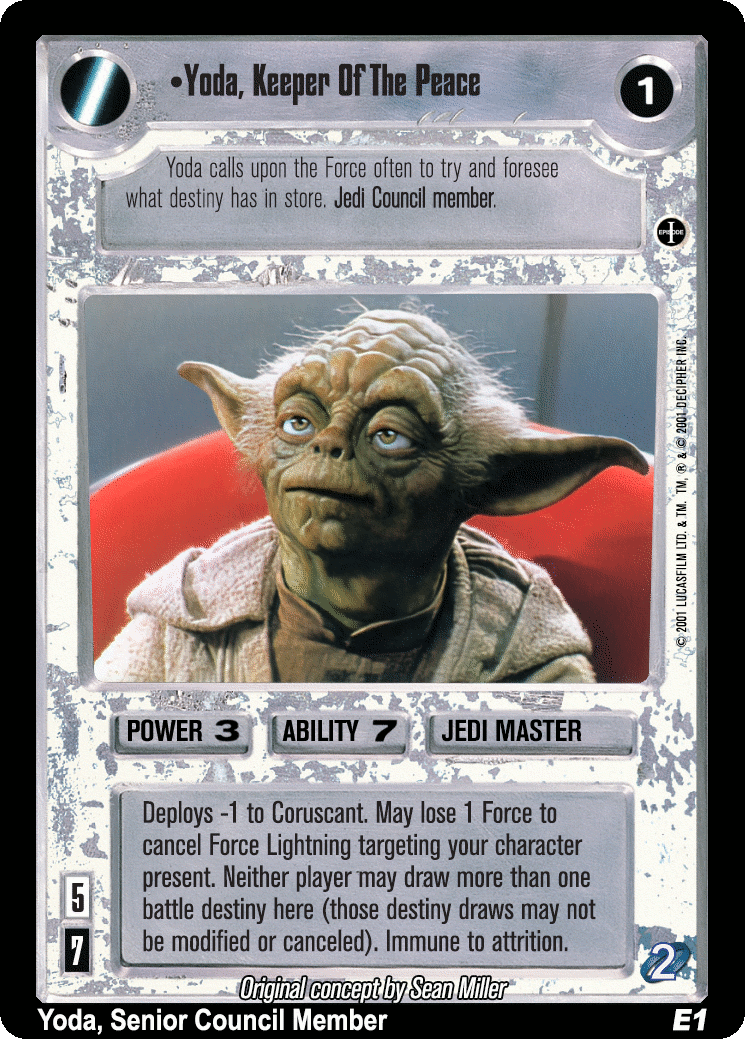 •Yoda, Keeper Of The Peace
1
Yoda calls upon the Force often to try and foresee
what destiny has in store. Jedi Council member.
EPISODE
I
© 2001 LUCASFILM LTD. & TM. TM, ® & © 2001 DECIPHER INC.
POWER 3 ABILITY 7 JEDI MASTER
Deploys -1 to Coruscant. May lose 1 Force to
cancel Force Lightning targeting your character
present. Neither player may draw more than one
battle destiny here (those destiny draws may not
be modified or canceled). Immune to attrition.
5
7
2
Original concept by Sean Miller
Yoda, Senior Council Member E1